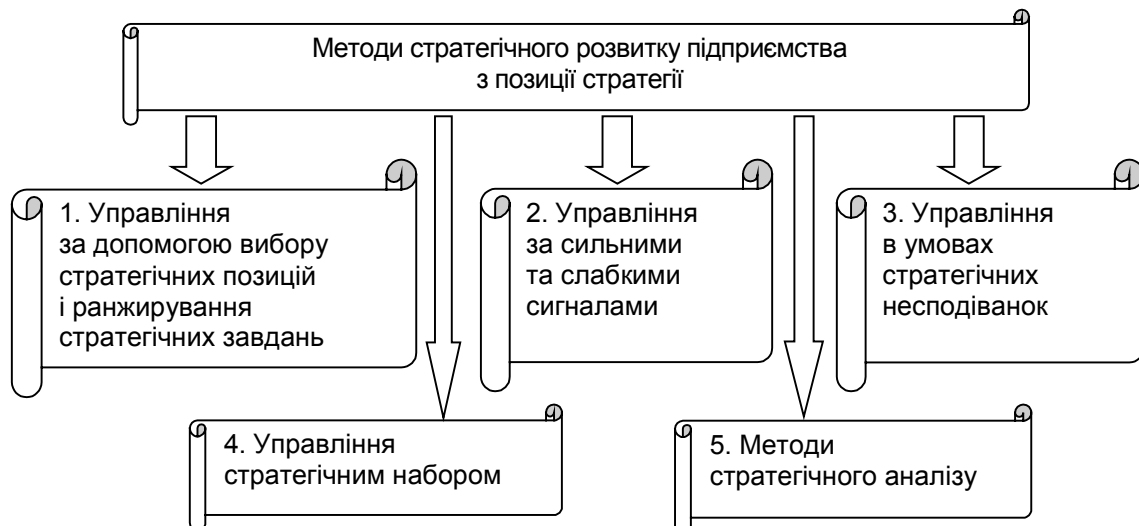 Методи стратегічного розвитку підприємства
з позиції стратегії
1. Управління
за допомогою вибору
стратегічних позицій
і ранжирування
стратегічних завдань
2. Управління
за сильними
та слабкими
сигналами
3. Управління
в умовах
стратегічних
несподіванок
4. Управління
стратегічним набором
5. Методи
стратегічного аналізу